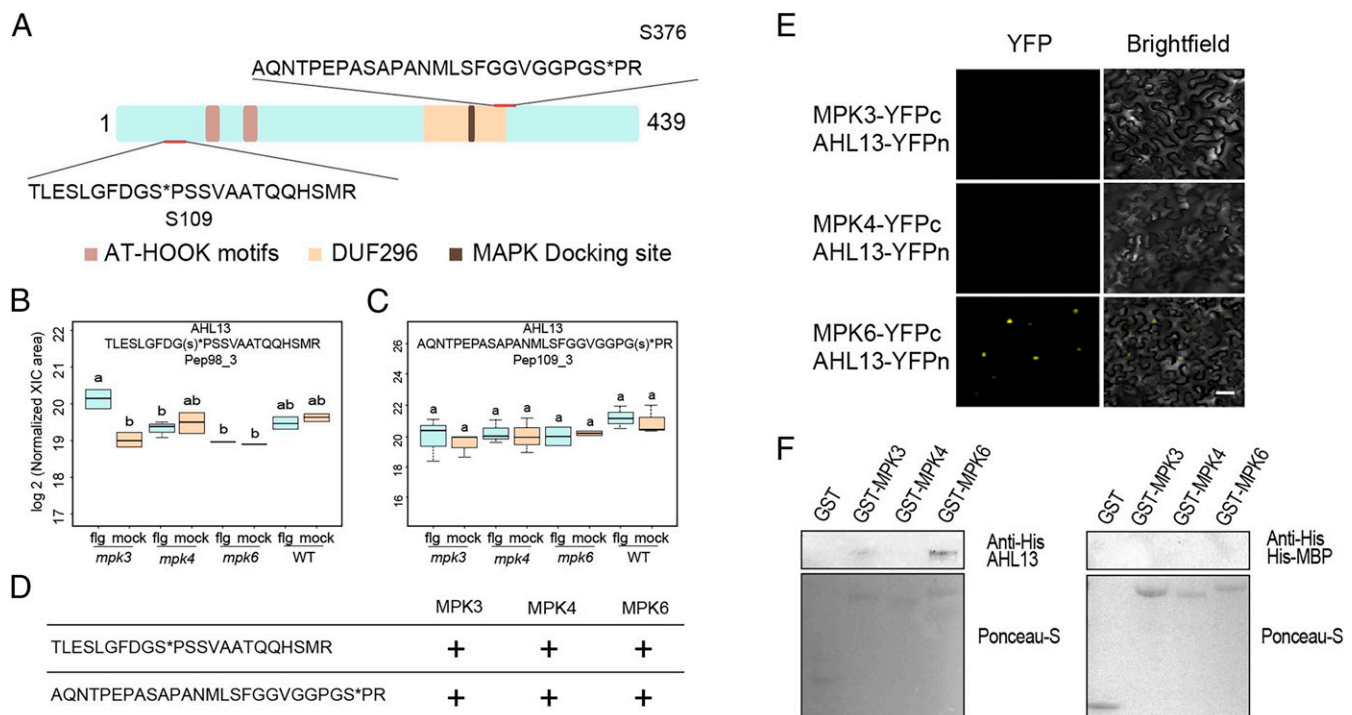 A
S376
AQNTPEPASAPANMLSFGGVGGPGS*PR
1
439
TLESLGFDGS*PSSVAATQQHSMR
S109
AT-HOOK motifs DUF296 MAPK Docking site
B
AHL13
TLESLGFDG(s)*PSSVAATQQHSMR
Pep98_3
log 2 (Normalized XIC area)
22
21
20
19
18
17
a
b
b
ab
b
b
ab
ab
flg mock flg mock flg mock flg mock
mpk3 mpk4 mpk6 WT
C
AHL13
AQNTPEPASAPANMLSFGGVGGPG(s)*PR
Pep109_3
26
24
22
20
18
16
a a a a a a a a
flg mock flg mock flg mock flg mock
mpk3 mpk4 mpk6 WT
D
MPK3 MPK4 MPK6
TLESLGFDGS*PSSVAATQQHSMR + + +
AQNTPEPASAPANMLSFGGVGGPGS*PR + + +
E
YFP Brightfield
MPK3-YFPc
AHL13-YFPn
MPK4-YFPc
AHL13-YFPn
MPK6-YFPc
AHL13-YFPn
F
GST GST-MPK3 GST-MPK4 GST-MPK6
Anti-His
AHL13
Ponceau-S
GST GST-MPK3 GST-MPK4 GST-MPK6
Anti-His
His-MBP
Ponceau-S